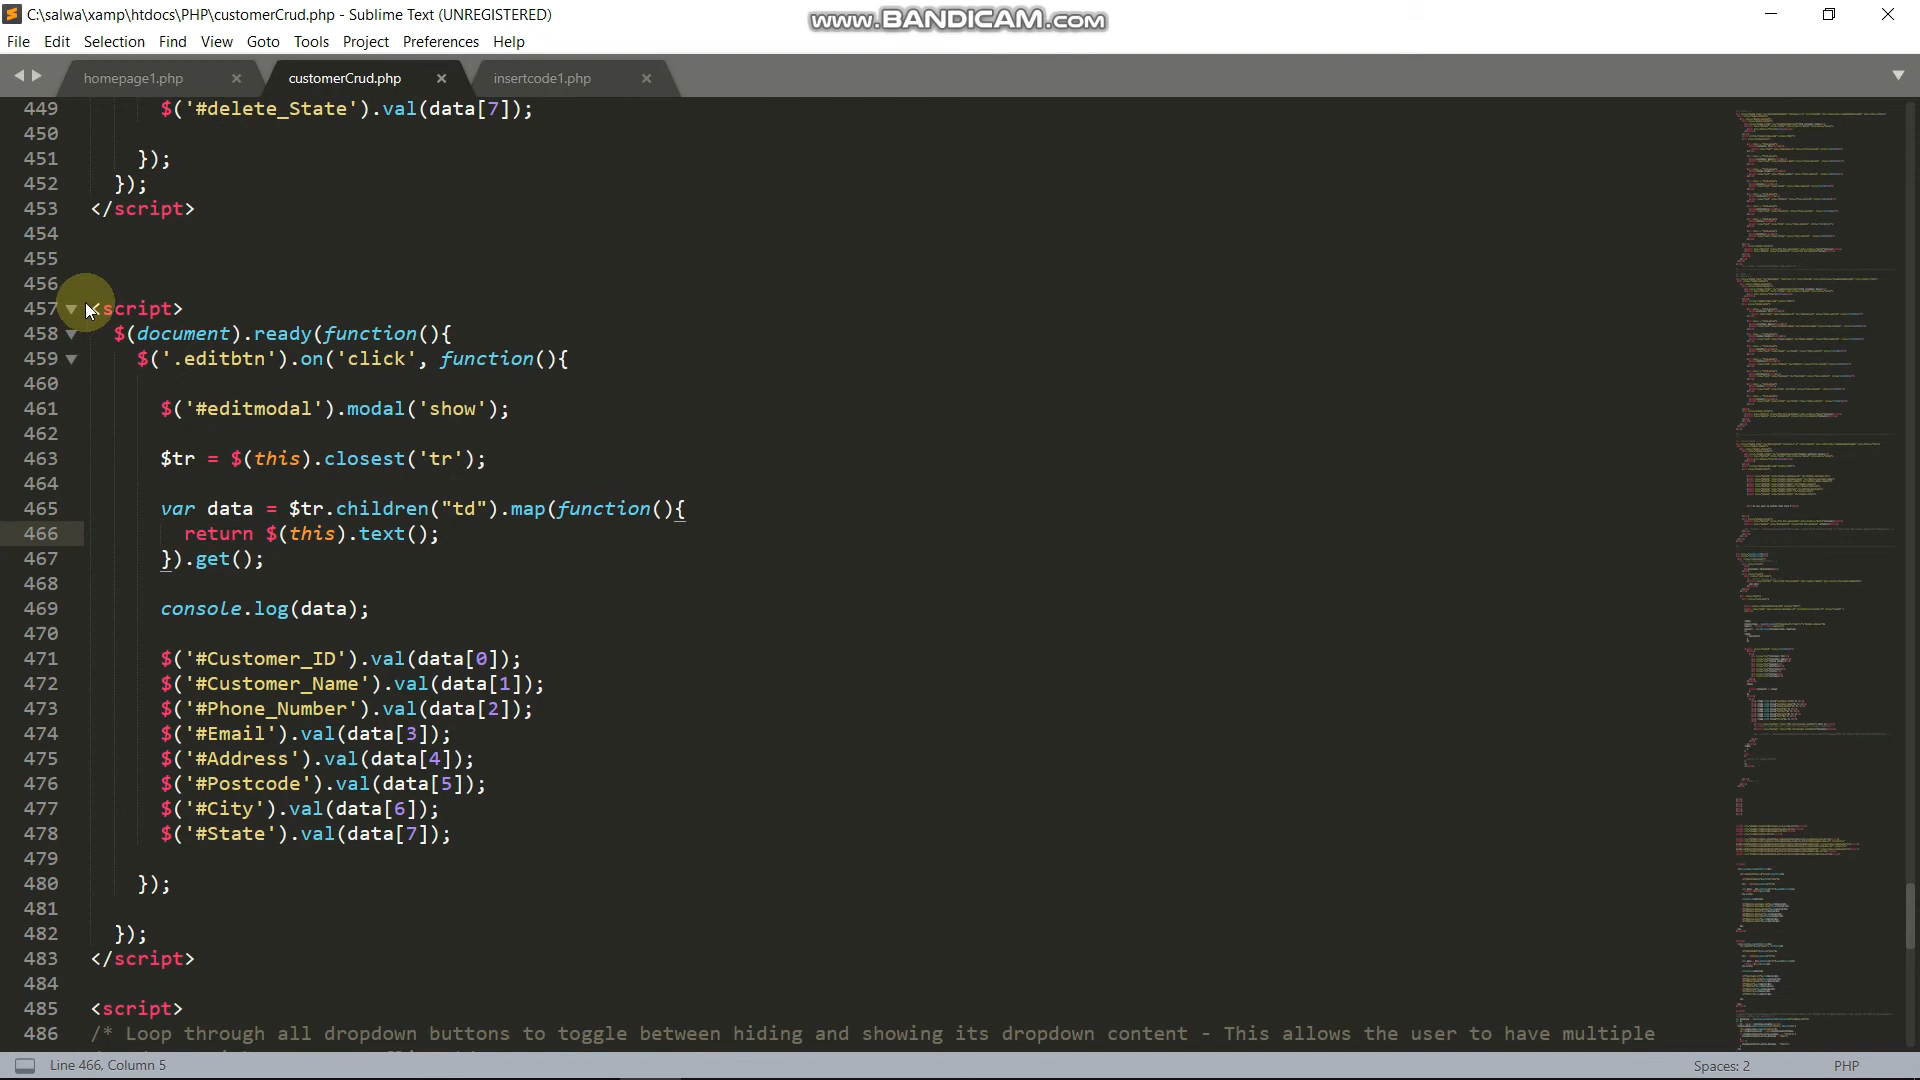 C:\salwa\xamp\htdocs\PHP\customerCrud.php - Sublime Text (UNREGISTERED)
www.BANDICAM.com
File Edit Selection Find View Goto Tools Project Preferences Help
homepage1.php customerCrud.php insertcode1.php
449 $('#delete_State').val(data[7]);
450
451 });
452 });
453 </script>
454
455
456
457 <script>
458 $(document).ready(function(){
459 $('.editbtn').on('click', function(){
460
461 $('#editmodal').modal('show');
462
463 $tr = $(this).closest('tr');
464
465 var data = $tr.children("td").map(function(){
466 return $(this).text();
467 }).get();
468
469 console.log(data);
470
471 $('#Customer_ID').val(data[0]);
472 $('#Customer_Name').val(data[1]);
473 $('#Phone_Number').val(data[2]);
474 $('#Email').val(data[3]);
475 $('#Address').val(data[4]);
476 $('#Postcode').val(data[5]);
477 $('#City').val(data[6]);
478 $('#State').val(data[7]);
479
480 });
481
482 });
483 </script>
484
485 <script>
486 /* Loop through all dropdown buttons to toggle between hiding and showing its dropdown content - This allows the user to have multiple
Line 466, Column 5 Spaces: 2 PHP